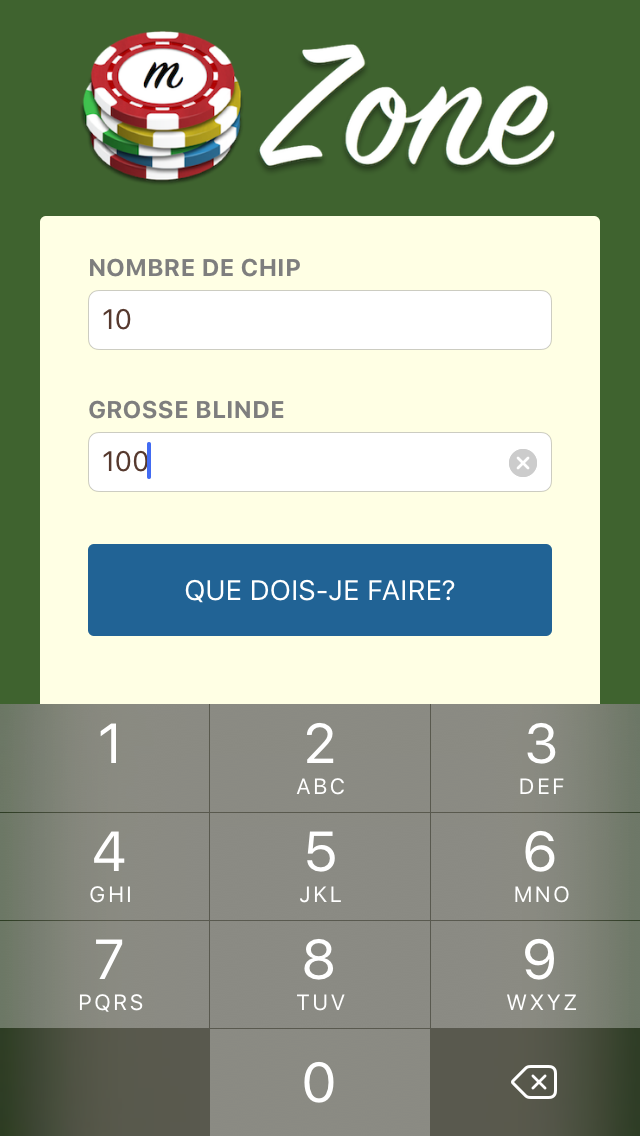 m Zone
NOMBRE DE CHIP
10
GROSSE BLINDE
100
QUE DOIS-JE FAIRE?
1 2 3
ABC DEF
4 5 6
GHI JKL MNO
7 8 9
PQRS TUV WXYZ
0